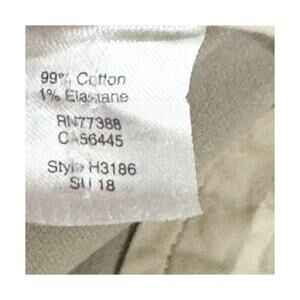 99% Cotton
1% Elastane
RN77388
CA56445
Style H3186
SU 18